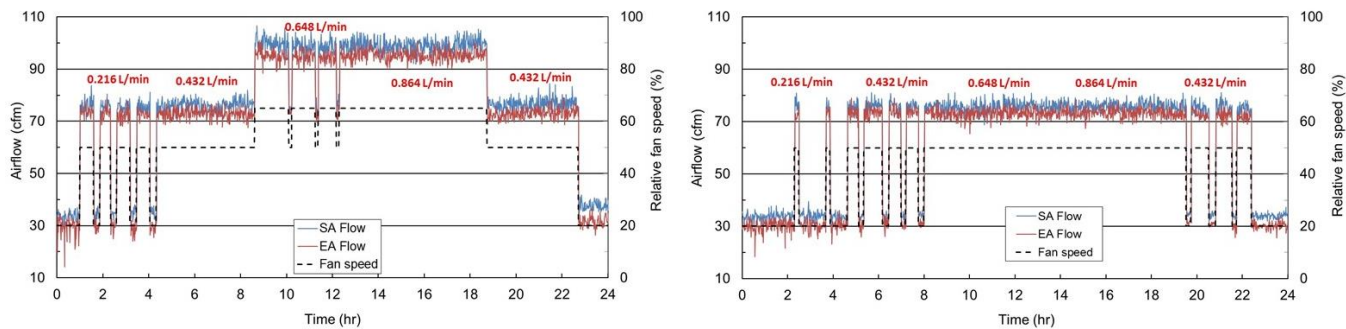 110
90
70
50
30
10
Airflow (cfm)
0.216 L/min
0.432 L/min
0.648 L/min
0.864 L/min
0.432 L/min
SA Flow
EA Flow
Fan speed
100
80
60
40
20
0
Relative fan speed (%)
0 2 4 6 8 10 12 14 16 18 20 22 24
Time (hr)
110
90
70
50
30
10
Airflow (cfm)
0.216 L/min
0.432 L/min
0.648 L/min
0.864 L/min
0.432 L/min
SA Flow
EA Flow
Fan speed
100
80
60
40
20
0
Relative fan speed (%)
0 2 4 6 8 10 12 14 16 18 20 22 24
Time (hr)